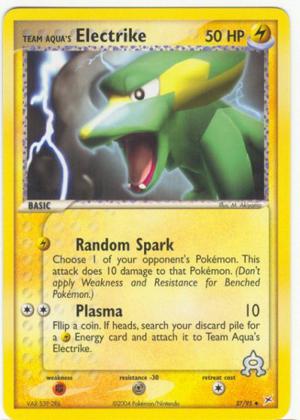 TEAM AQUA'S Electrike 50 HP
Illus. M. Akiyama
BASIC
Random Spark
Choose 1 of your opponent's Pokémon. This
attack does 10 damage to that Pokémon. (Don't
apply Weakness and Resistance for Benched
Pokémon.)
Plasma 10
Flip a coin. If heads, search your discard pile for
a Energy card and attach it to Team Aqua's
Electrike.
weakness resistance -30 retreat cost
©2004 Pokémon/Nintendo